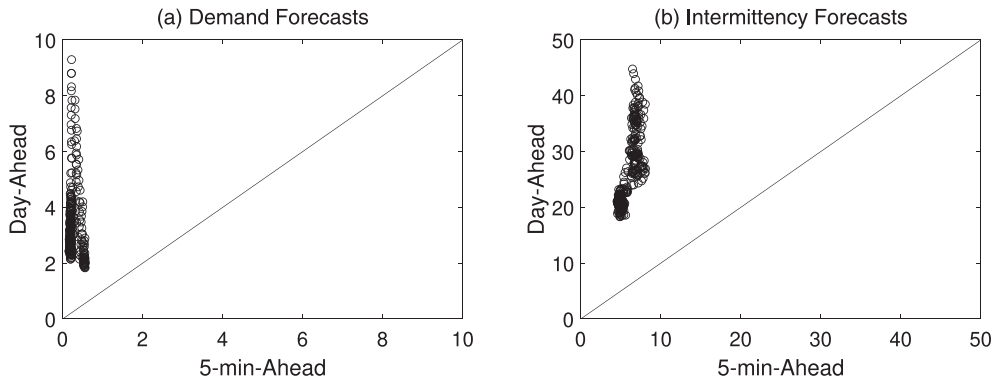 (a) Demand Forecasts
10
8
6
4
2
0
Day-Ahead
0 2 4 6 8 10
5-min-Ahead
(b) Intermittency Forecasts
50
40
30
20
10
0
Day-Ahead
0 10 20 30 40 50
5-min-Ahead